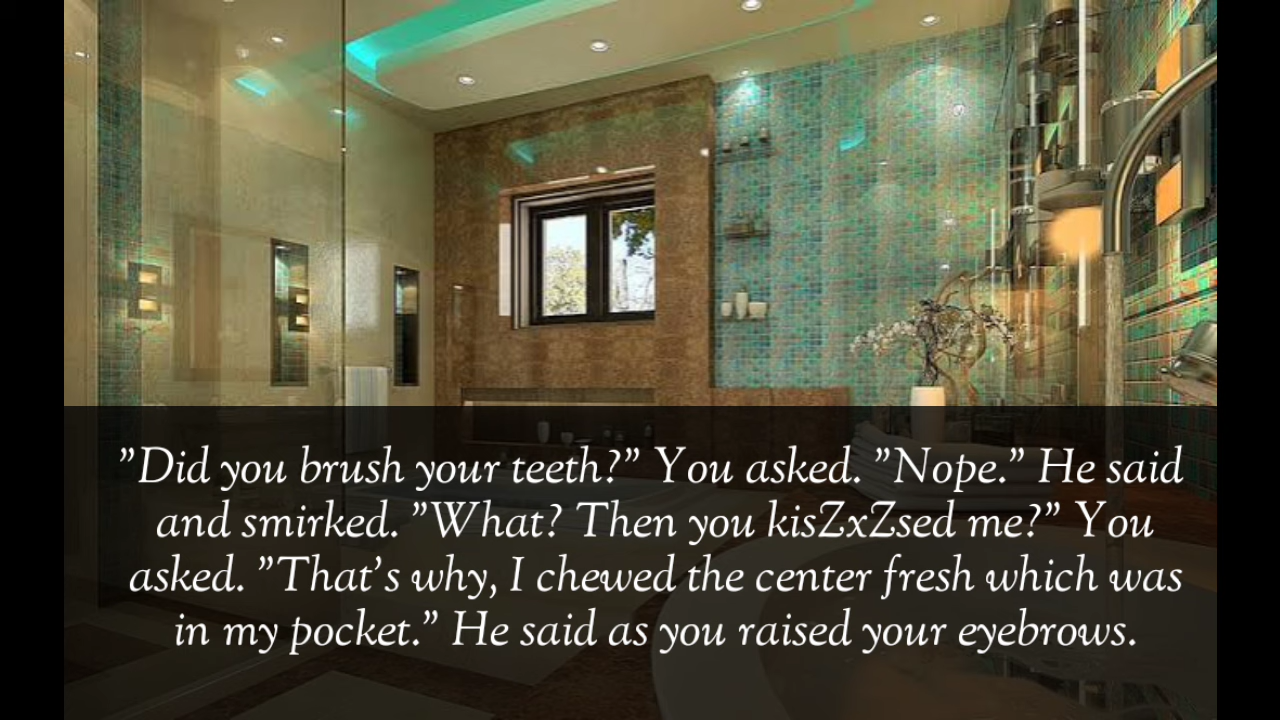 ”Did you brush your teeth?” You asked. ”Nope.” He said
and smirked. ”What? Then you kisZxZsed me?” You
asked. ”That’s why, I chewed the center fresh which was
in my pocket.” He said as you raised your eyebrows.